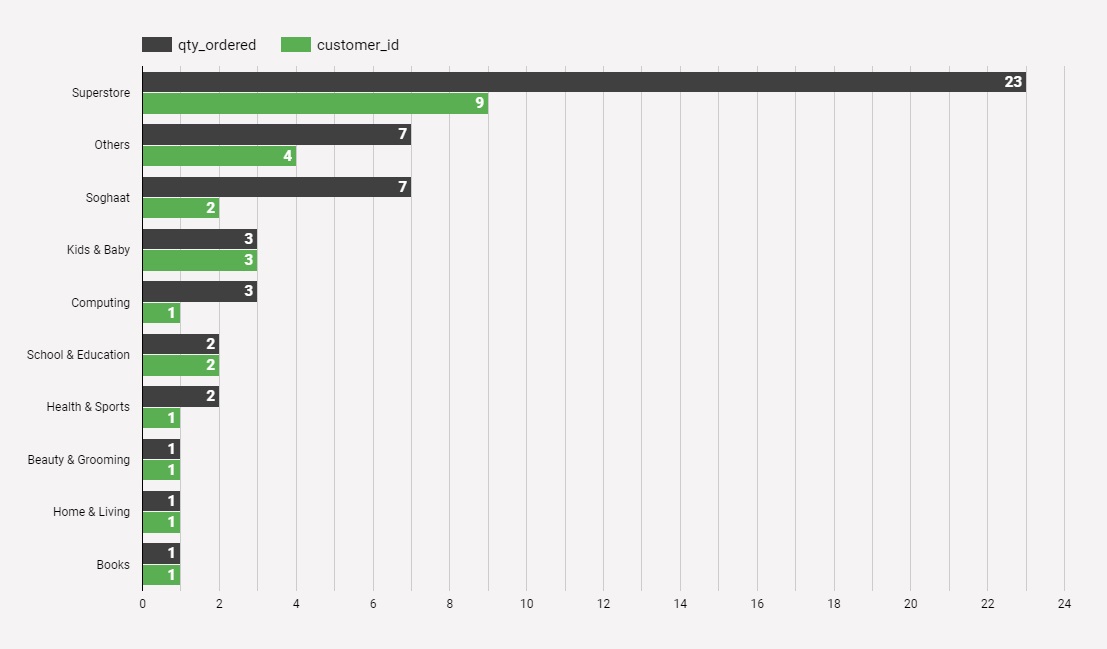 qty_ordered customer_id
Superstore 23
9
Others 7
4
Soghaat 7
2
Kids & Baby 3
3
Computing 3
1
School & Education 2
2
Health & Sports 2
1
Beauty & Grooming 1
1
Home & Living 1
1
Books 1
1
0 2 4 6 8 10 12 14 16 18 20 22 24